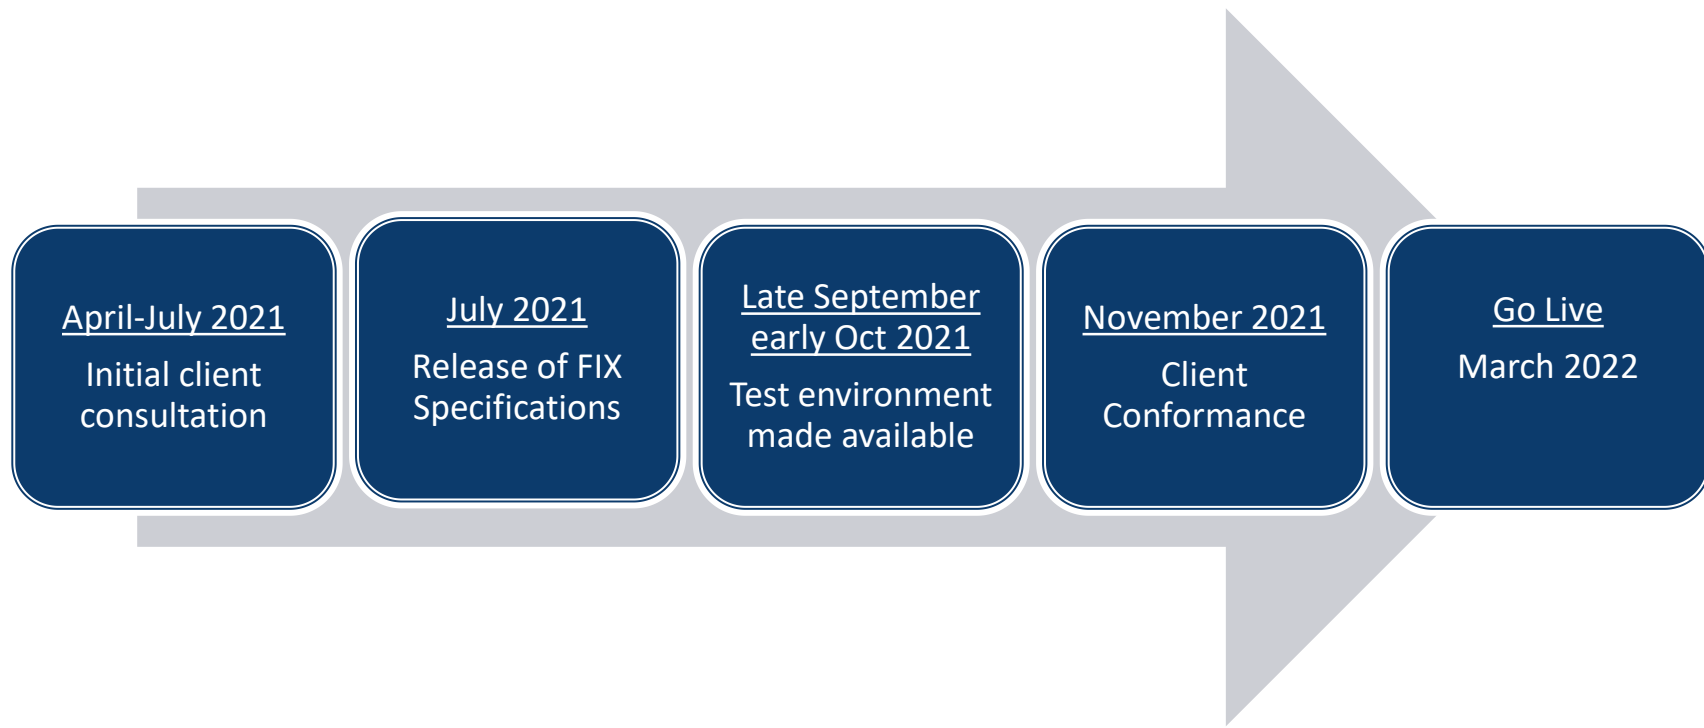 April-July 2021
Initial client
consultation
July 2021
Release of FIX
Specifications
Late September
early Oct 2021
Test environment
made available
November 2021
Client
Conformance
Go Live
March 2022